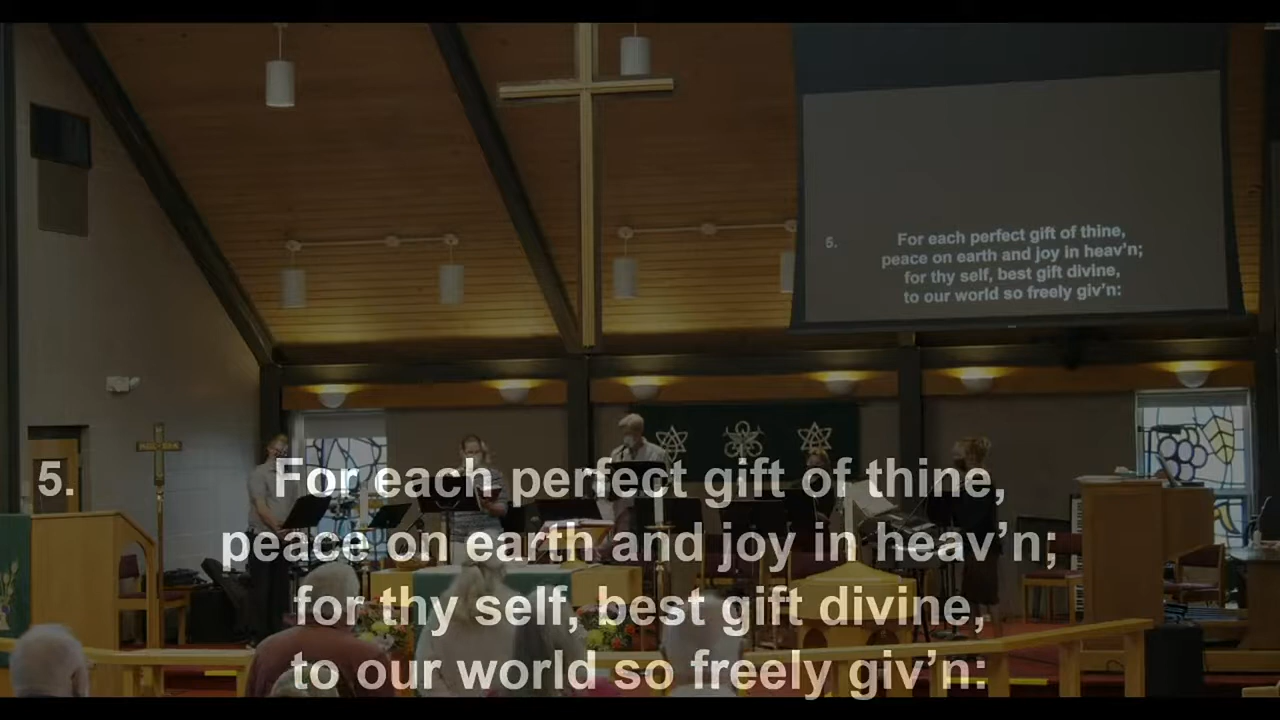 5.
For each perfect gift of thine,
peace on earth and joy in heav'n;
for thy self, best gift divine,
to our world so freely giv'n:
5.
For each perfect gift of thine,
peace on earth and joy in heav’n;
for thy self, best gift divine,
to our world so freely giv’n: